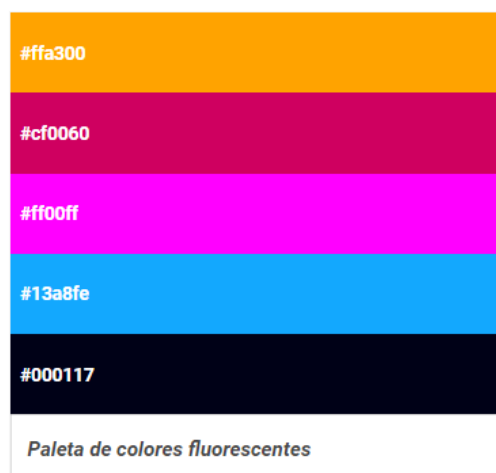 #ffa300
#cf0060
#ff00ff
#13a8fe
#000117
Paleta de colores fluorescentes